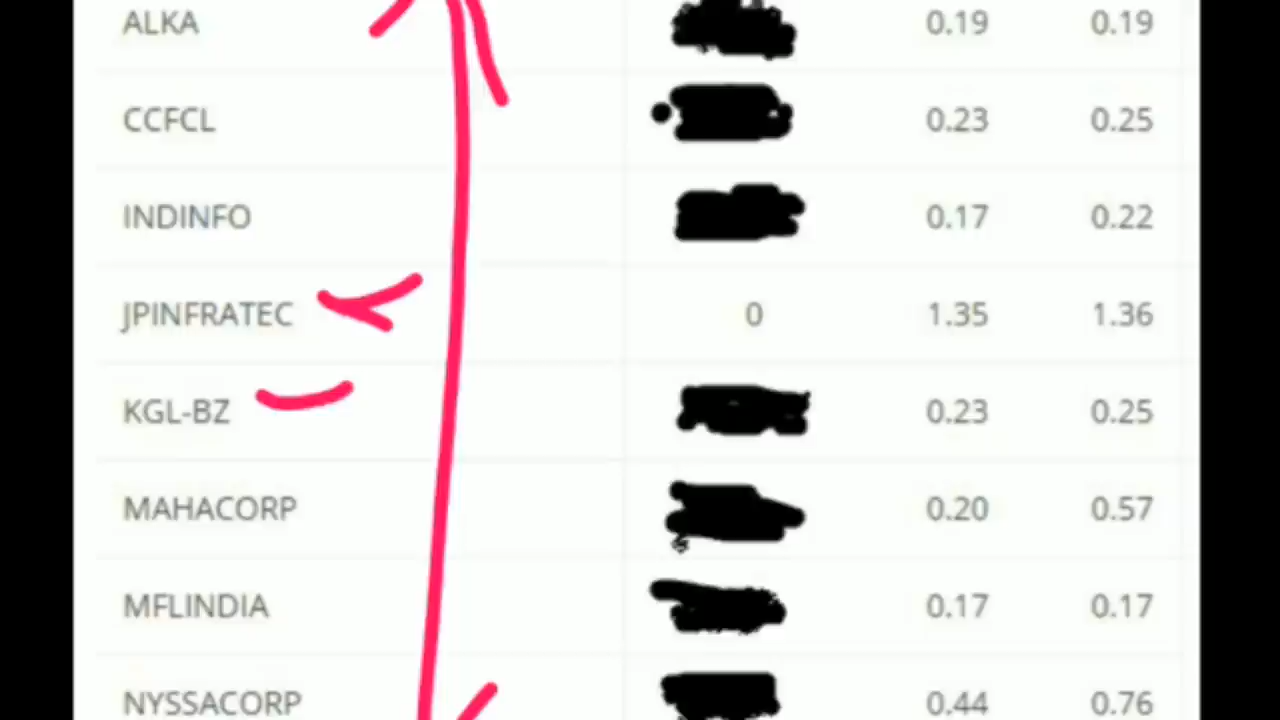 ALKA 0.19 0.19
CCFCL 0.23 0.25
INDINFO 0.17 0.22
JPINFRATEC 0 1.35 1.36
KGL-BZ 0.23 0.25
MAHACORP 0.20 0.57
MFLINDIA 0.17 0.17
NYSSACORP 0.44 0.76